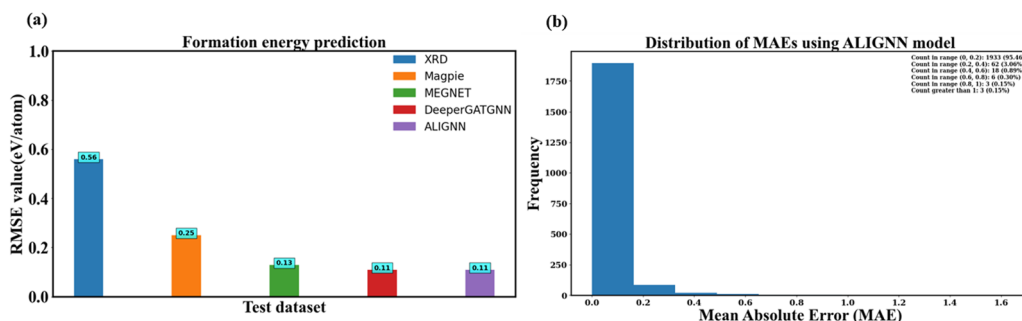 (a)
Formation energy prediction
RMSE value(eV/atom)
1.0
0.8
0.6
0.4
0.2
0.0
XRD
Magpie
MEGNET
DeeperGATGNN
ALIGNN
0.56
0.25
0.13
0.11
0.11
Test dataset
(b)
Distribution of MAEs using ALIGNN model
Count in range (0, 0.2): 1933 (95.46
Count in range (0.2, 0.4): 62 (3.06%
Count in range (0.4, 0.6): 18 (0.89%
Count in range (0.6, 0.8): 6 (0.30%)
Count in range (0.8, 1): 3 (0.15%)
Count greater than 1: 3 (0.15%)
Frequency
1750
1500
1250
1000
750
500
250
0
0.0 0.2 0.4 0.6 0.8 1.0 1.2 1.4 1.6
Mean Absolute Error (MAE)